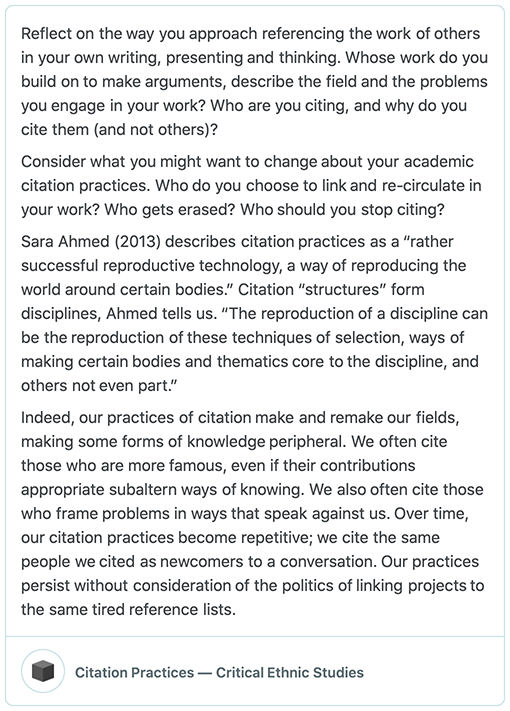 Reflect on the way you approach referencing the work of others
in your own writing, presenting and thinking. Whose work do you
build on to make arguments, describe the field and the problems
you engage in your work? Who are you citing, and why do you
cite them (and not others)?
Consider what you might want to change about your academic
citation practices. Who do you choose to link and re-circulate in
your work? Who gets erased? Who should you stop citing?
Sara Ahmed (2013) describes citation practices as a “rather
successful reproductive technology, a way of reproducing the
world around certain bodies.” Citation “structures” form
disciplines, Ahmed tells us. “The reproduction of a discipline can
be the reproduction of these techniques of selection, ways of
making certain bodies and thematics core to the discipline, and
others not even part.”
Indeed, our practices of citation make and remake our fields,
making some forms of knowledge peripheral. We often cite
those who are more famous, even if their contributions
appropriate subaltern ways of knowing. We also often cite those
who frame problems in ways that speak against us. Over time,
our citation practices become repetitive; we cite the same
people we cited as newcomers to a conversation. Our practices
persist without consideration of the politics of linking projects to
the same tired reference lists.
Citation Practices — Critical Ethnic Studies